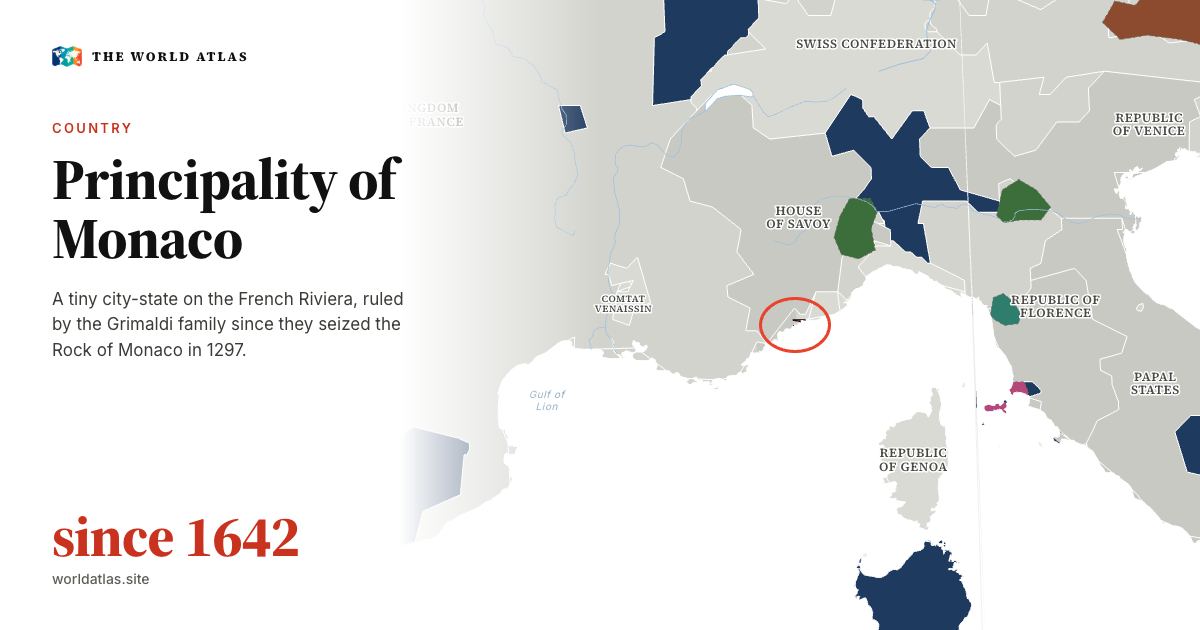 THE WORLD ATLAS
COUNTRY
Principality of
Monaco
A tiny city-state on the French Riviera, ruled
by the Grimaldi family since they seized the
Rock of Monaco in 1297.
since 1642
worldatlas.site
SWISS CONFEDERATION
NGDOM
FRANCE
REPUBLIC
OF VENICE
HOUSE
OF SAVOY
COMTAT
VENAISSIN
REPUBLIC OF
FLORENCE
PAPAL
STATES
Gulf of
Lion
REPUBLIC
OF GENOA